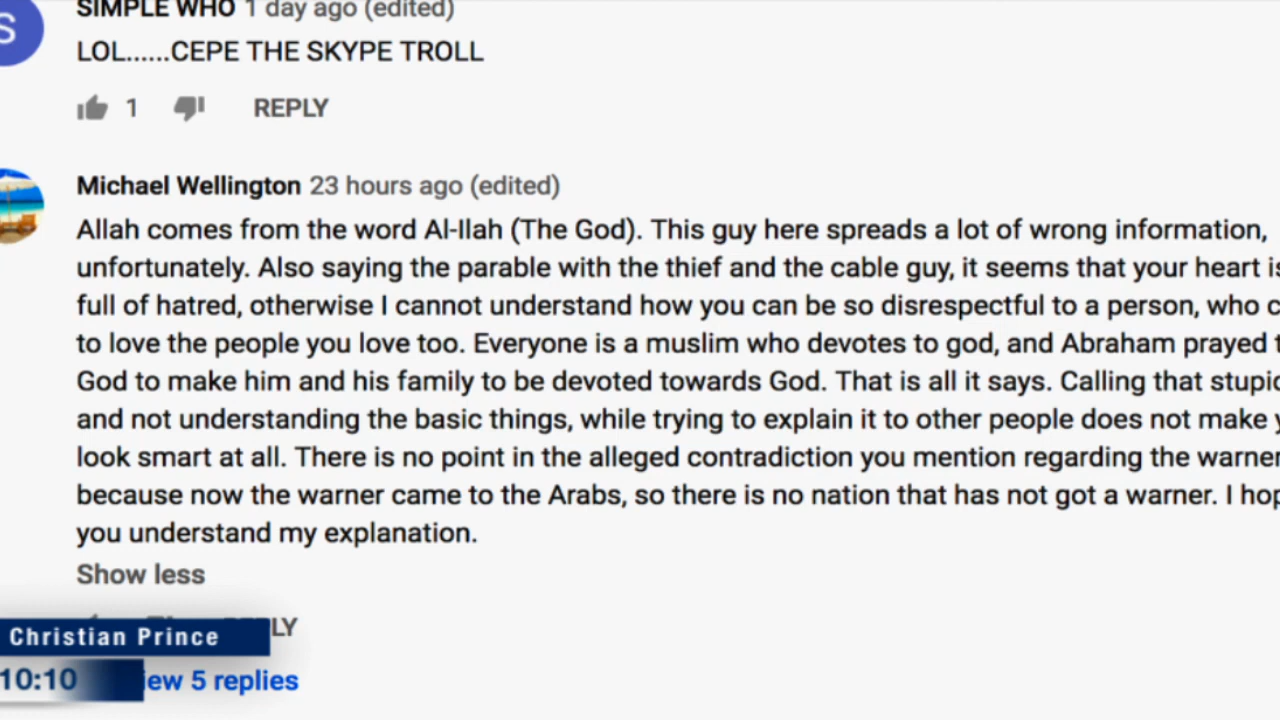 S
SIMPLE WHO 1 day ago (edited)
LOL......CEPE THE SKYPE TROLL
1 REPLY
Michael Wellington 23 hours ago (edited)
Allah comes from the word Al-Ilah (The God). This guy here spreads a lot of wrong information,
unfortunately. Also saying the parable with the thief and the cable guy, it seems that your heart
full of hatred, otherwise I cannot understand how you can be so disrespectful to a person, who
to love the people you love too. Everyone is a muslim who devotes to god, and Abraham prayed
God to make him and his family to be devoted towards God. That is all it says. Calling that
and not understanding the basic things, while trying to explain it to other people does not make
look smart at all. There is no point in the alleged contradiction you mention regarding the warner
because now the warner came to the Arabs, so there is no nation that has not got a warner. I
you understand my explanation.
Show less
Christian Prince
10:10
5 replies